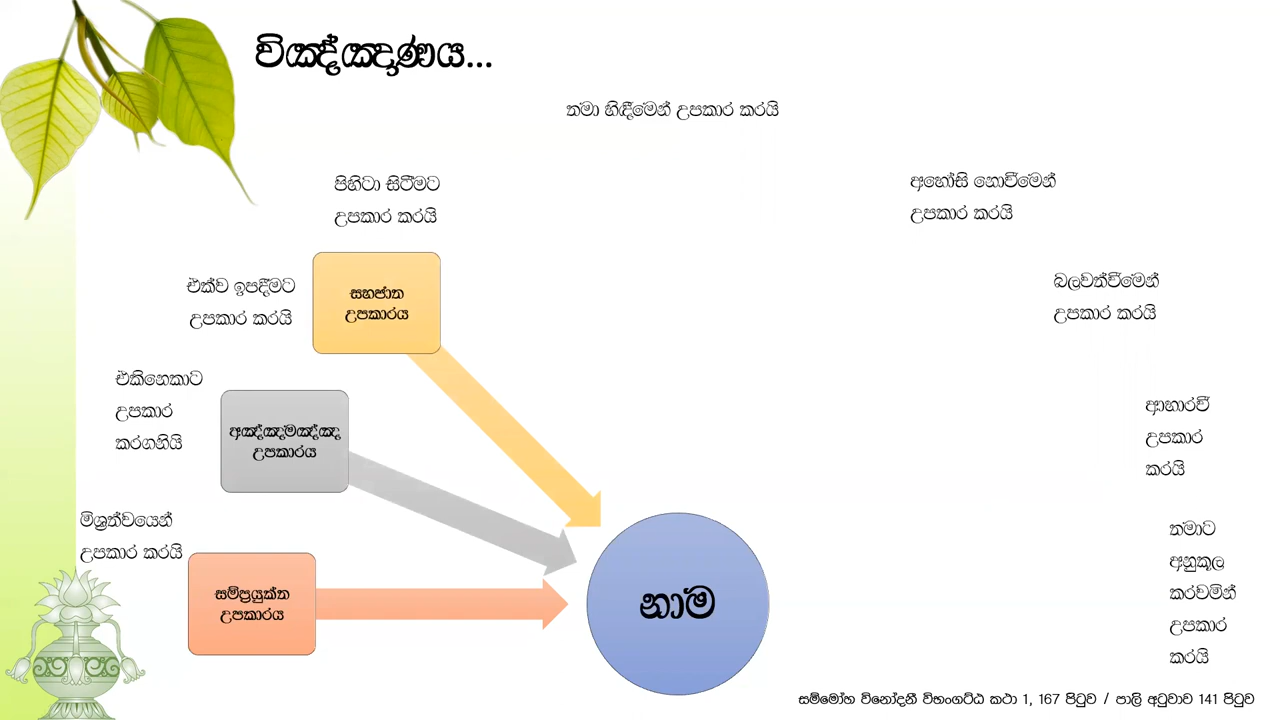 විඤ්ඤාණය...
තමා හිඳීමෙන් උපකාර කරයි
පිහිටා සිටීමට
උපකාර කරයි
අහෝසි නොවීමෙන්
උපකාර කරයි
එක්ව ඉපදීමට
උපකාර කරයි
සහජාත
උපකාරය
බලවත්වීමෙන්
උපකාර කරයි
එකිනෙකාට
උපකාර
කරගනියි
අඤ්ඤමඤ්ඤ
උපකාරය
ආහාරවී
උපකාර
කරයි
මිශ්‍රත්වයෙන්
උපකාර කරයි
සම්ප්‍රයුක්ත
උපකාරය
නාම
තමාට
අනුකූල
කරවමින්
උපකාර
කරයි
සම්මෝහ විනෝදනී විභංගට්ඨ කථා 1, 167 පිටුව / පාලි අටුවාව 141 පිටුව